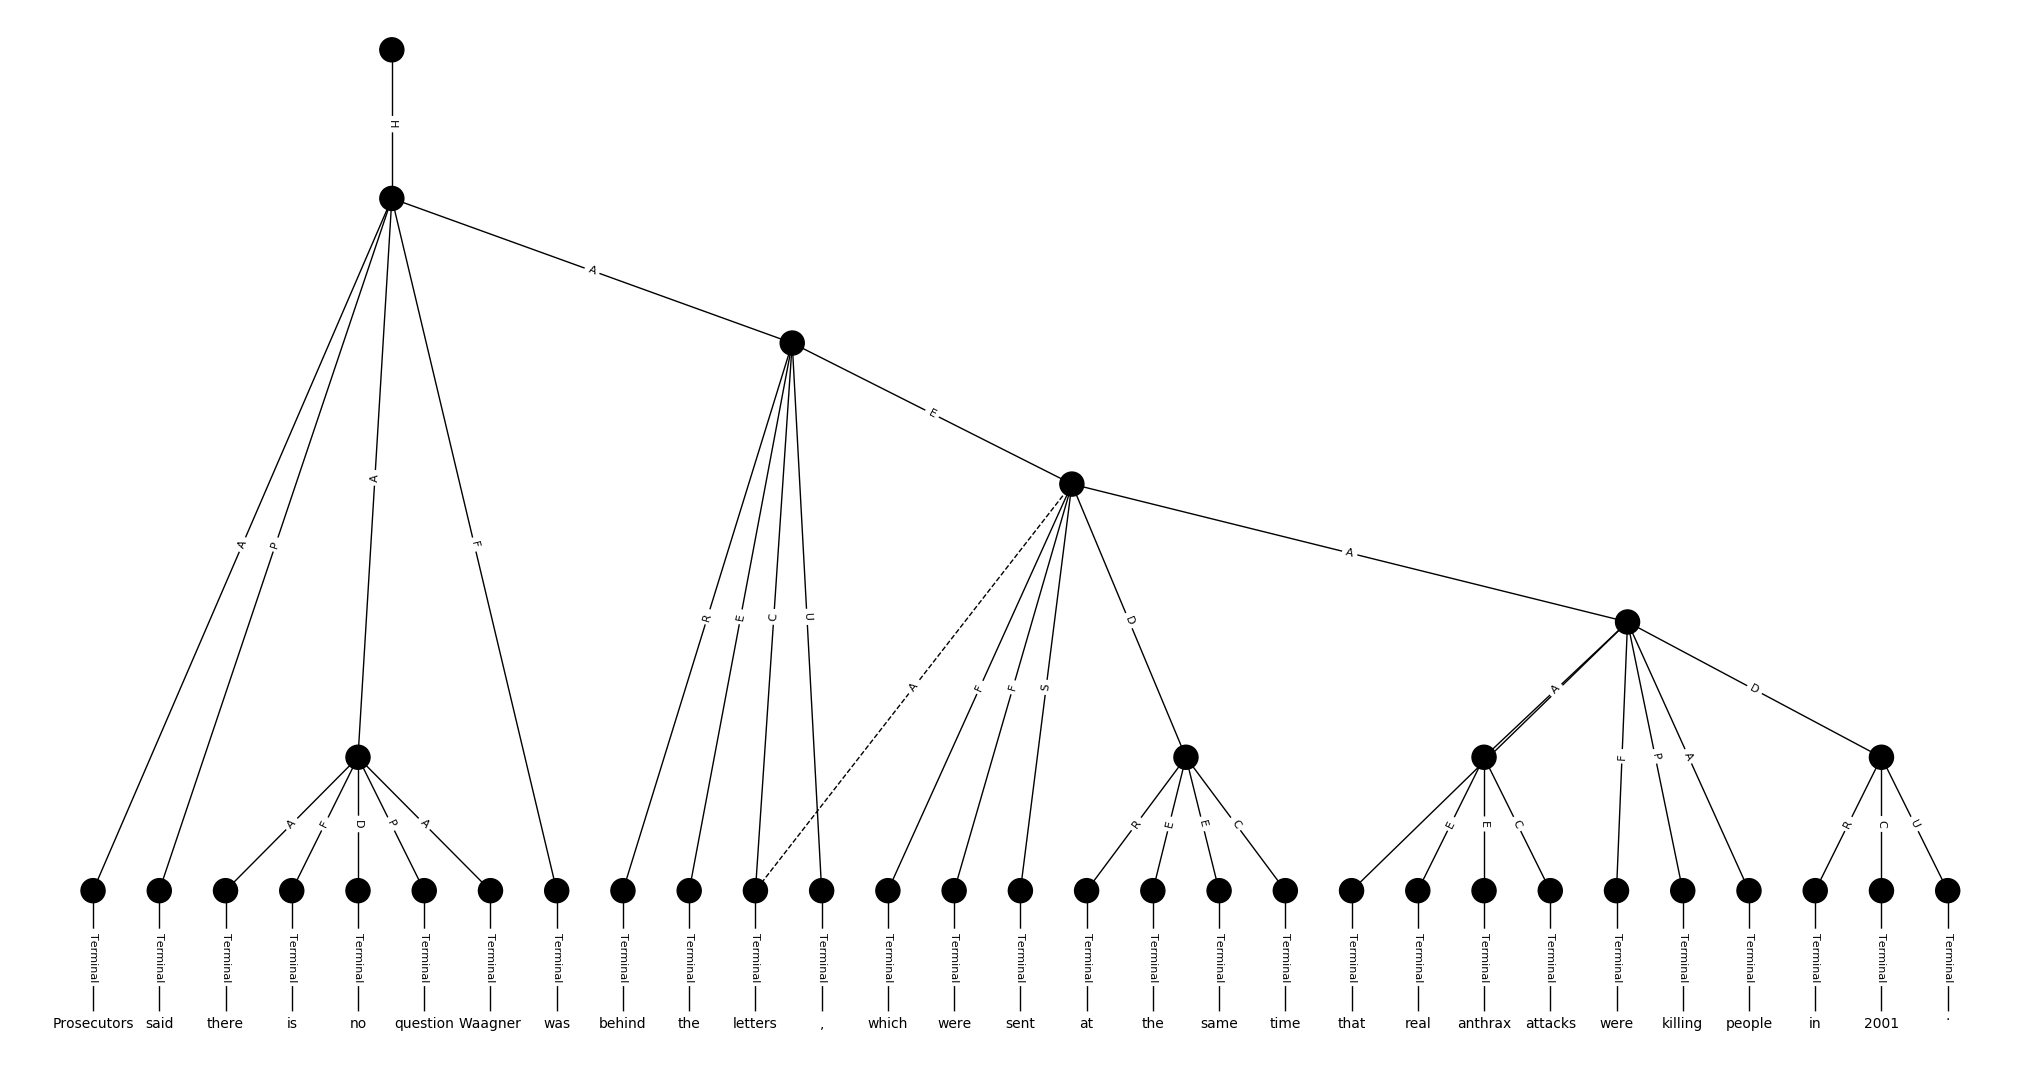 H
A
E
A
A
A P F
R E C U
A
F F S
D
A
F P A
D
A F D P A
R E E C
E E C
R C U
Terminal Terminal Terminal Terminal Terminal Terminal Terminal Terminal Terminal Terminal Terminal Terminal Terminal Terminal Terminal Terminal Terminal Terminal Terminal Terminal Terminal Terminal Terminal Terminal Terminal Terminal Terminal Terminal Terminal
Prosecutors said there is no question Waagner was behind the letters , which were sent at the same time that real anthrax attacks were killing people in 2001 .